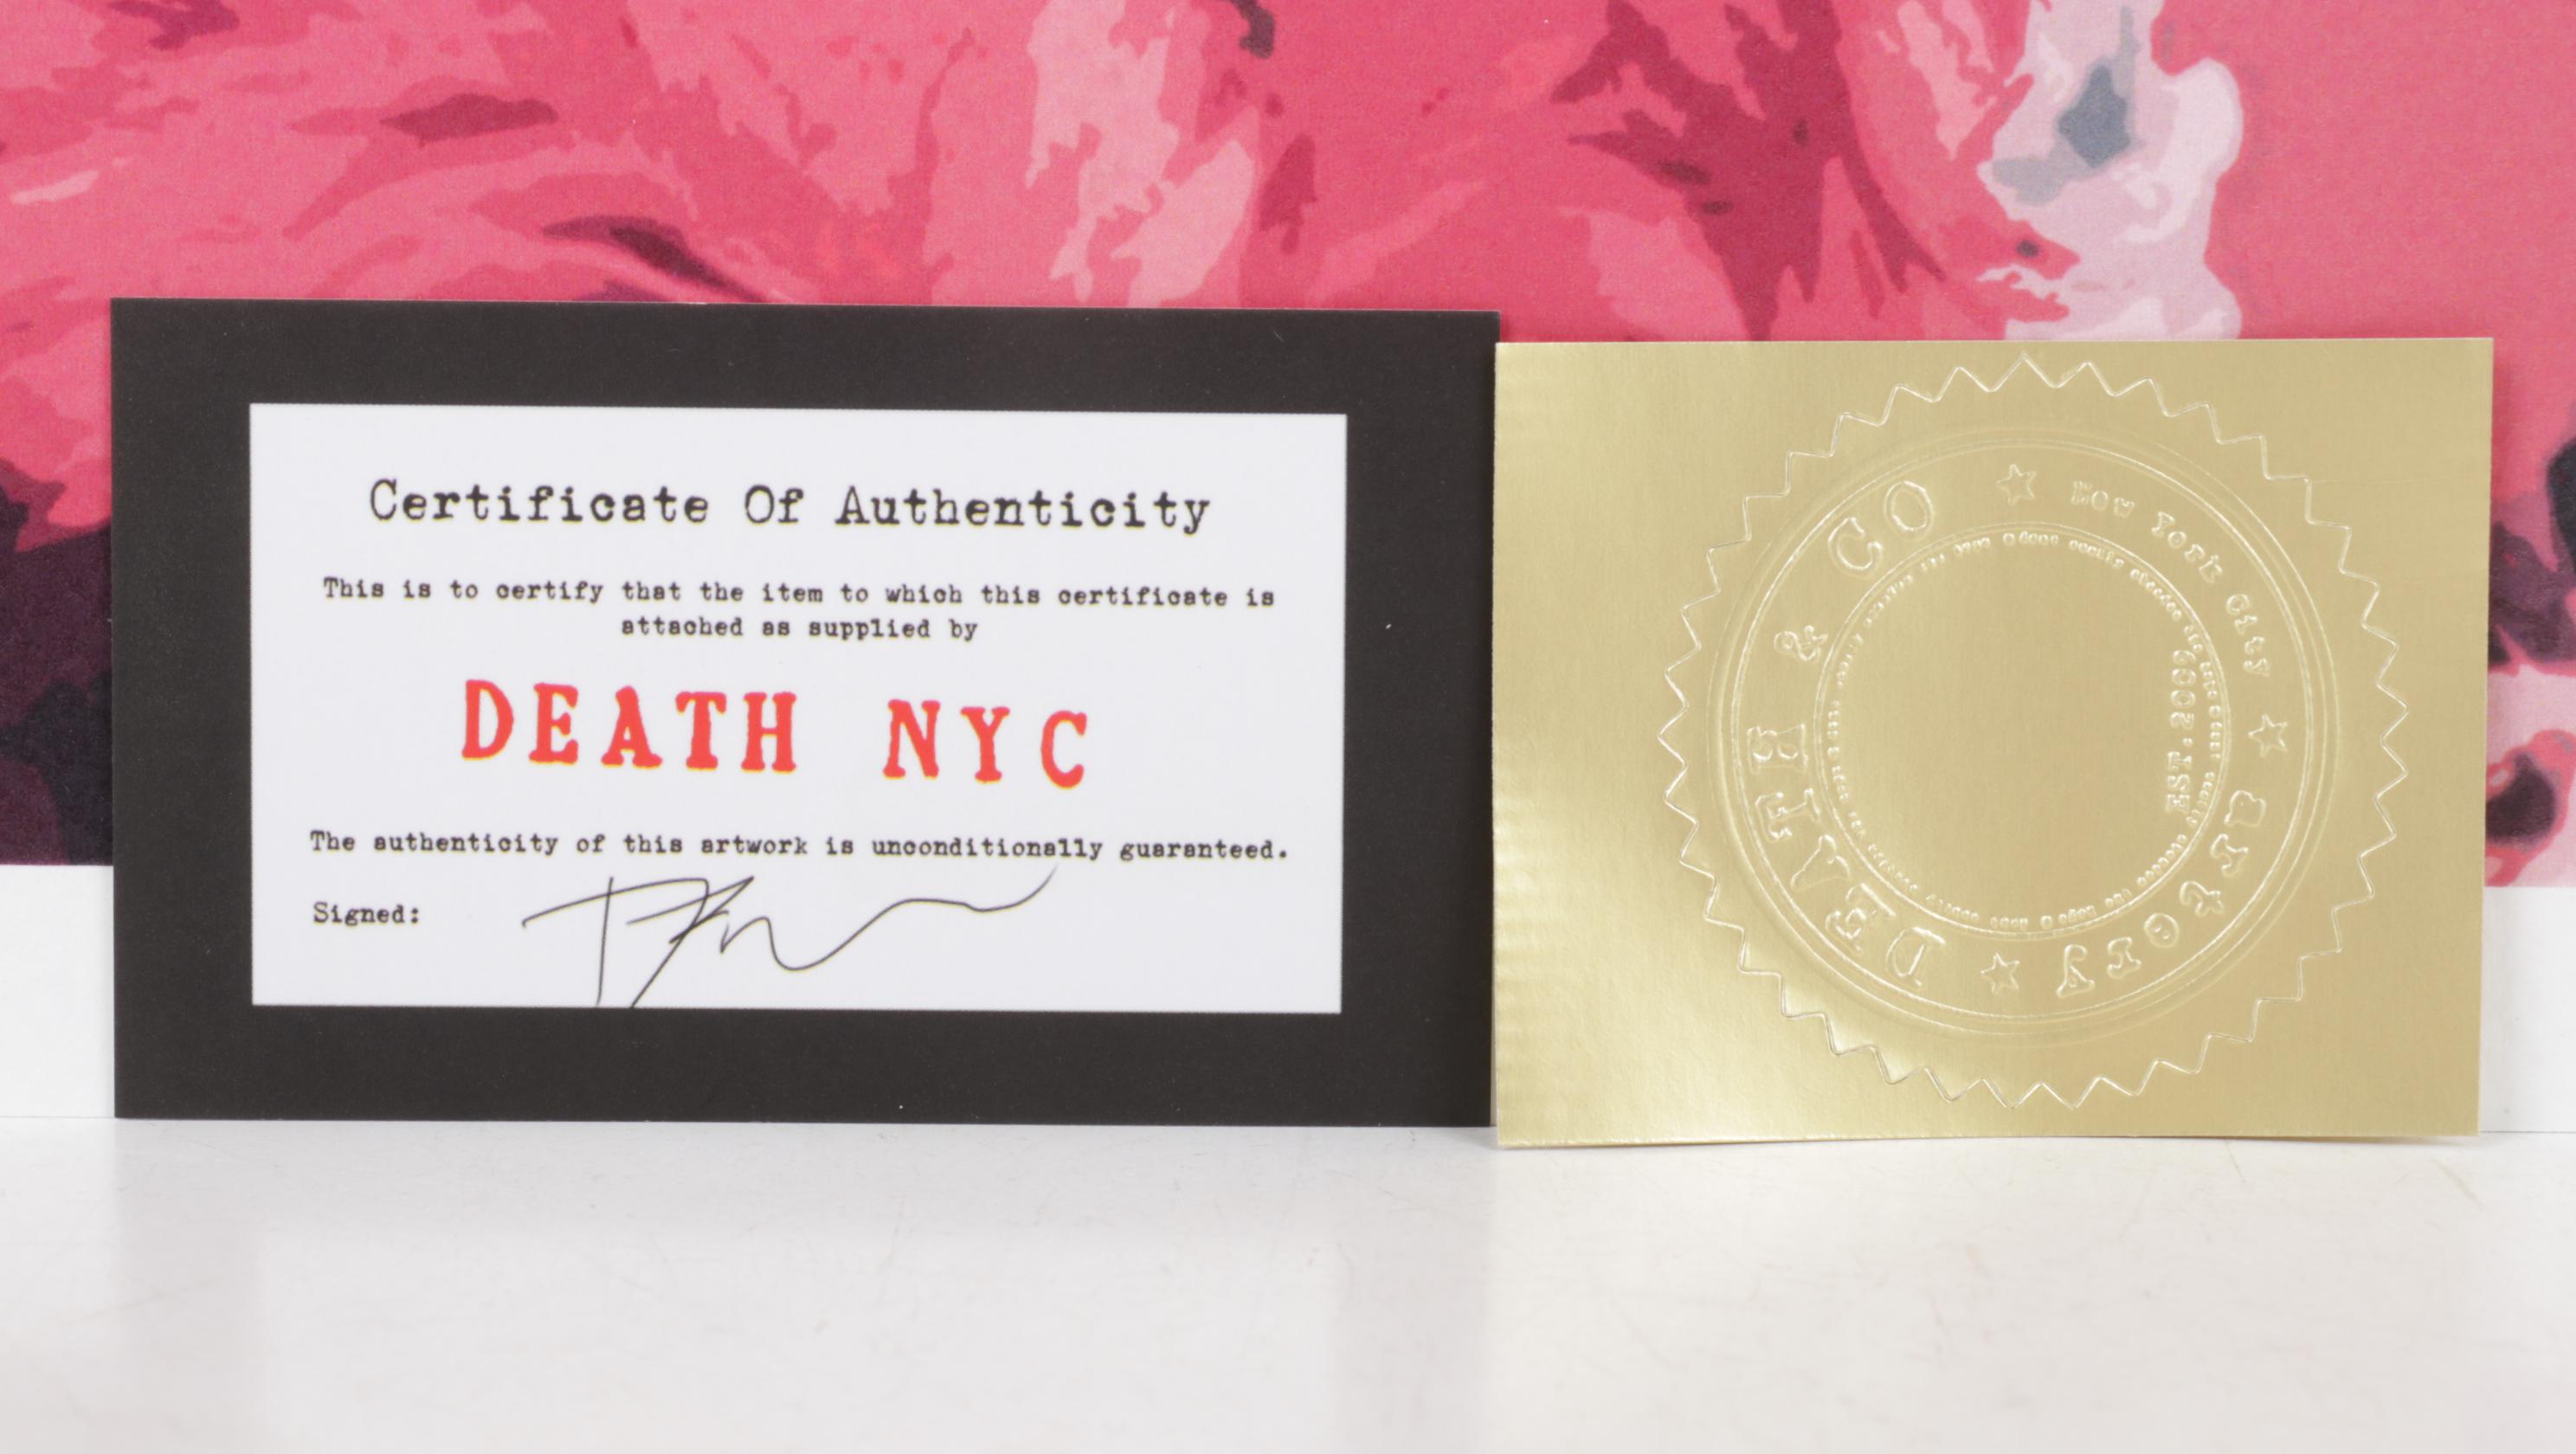 Certificate Of Authenticity
This is to certify that the item to which this certificate is
attached as supplied by
DEATH NYC
The authenticity of this artwork is unconditionally guaranteed.
Signed:
DEATH & CO
New York City
EST. 2009